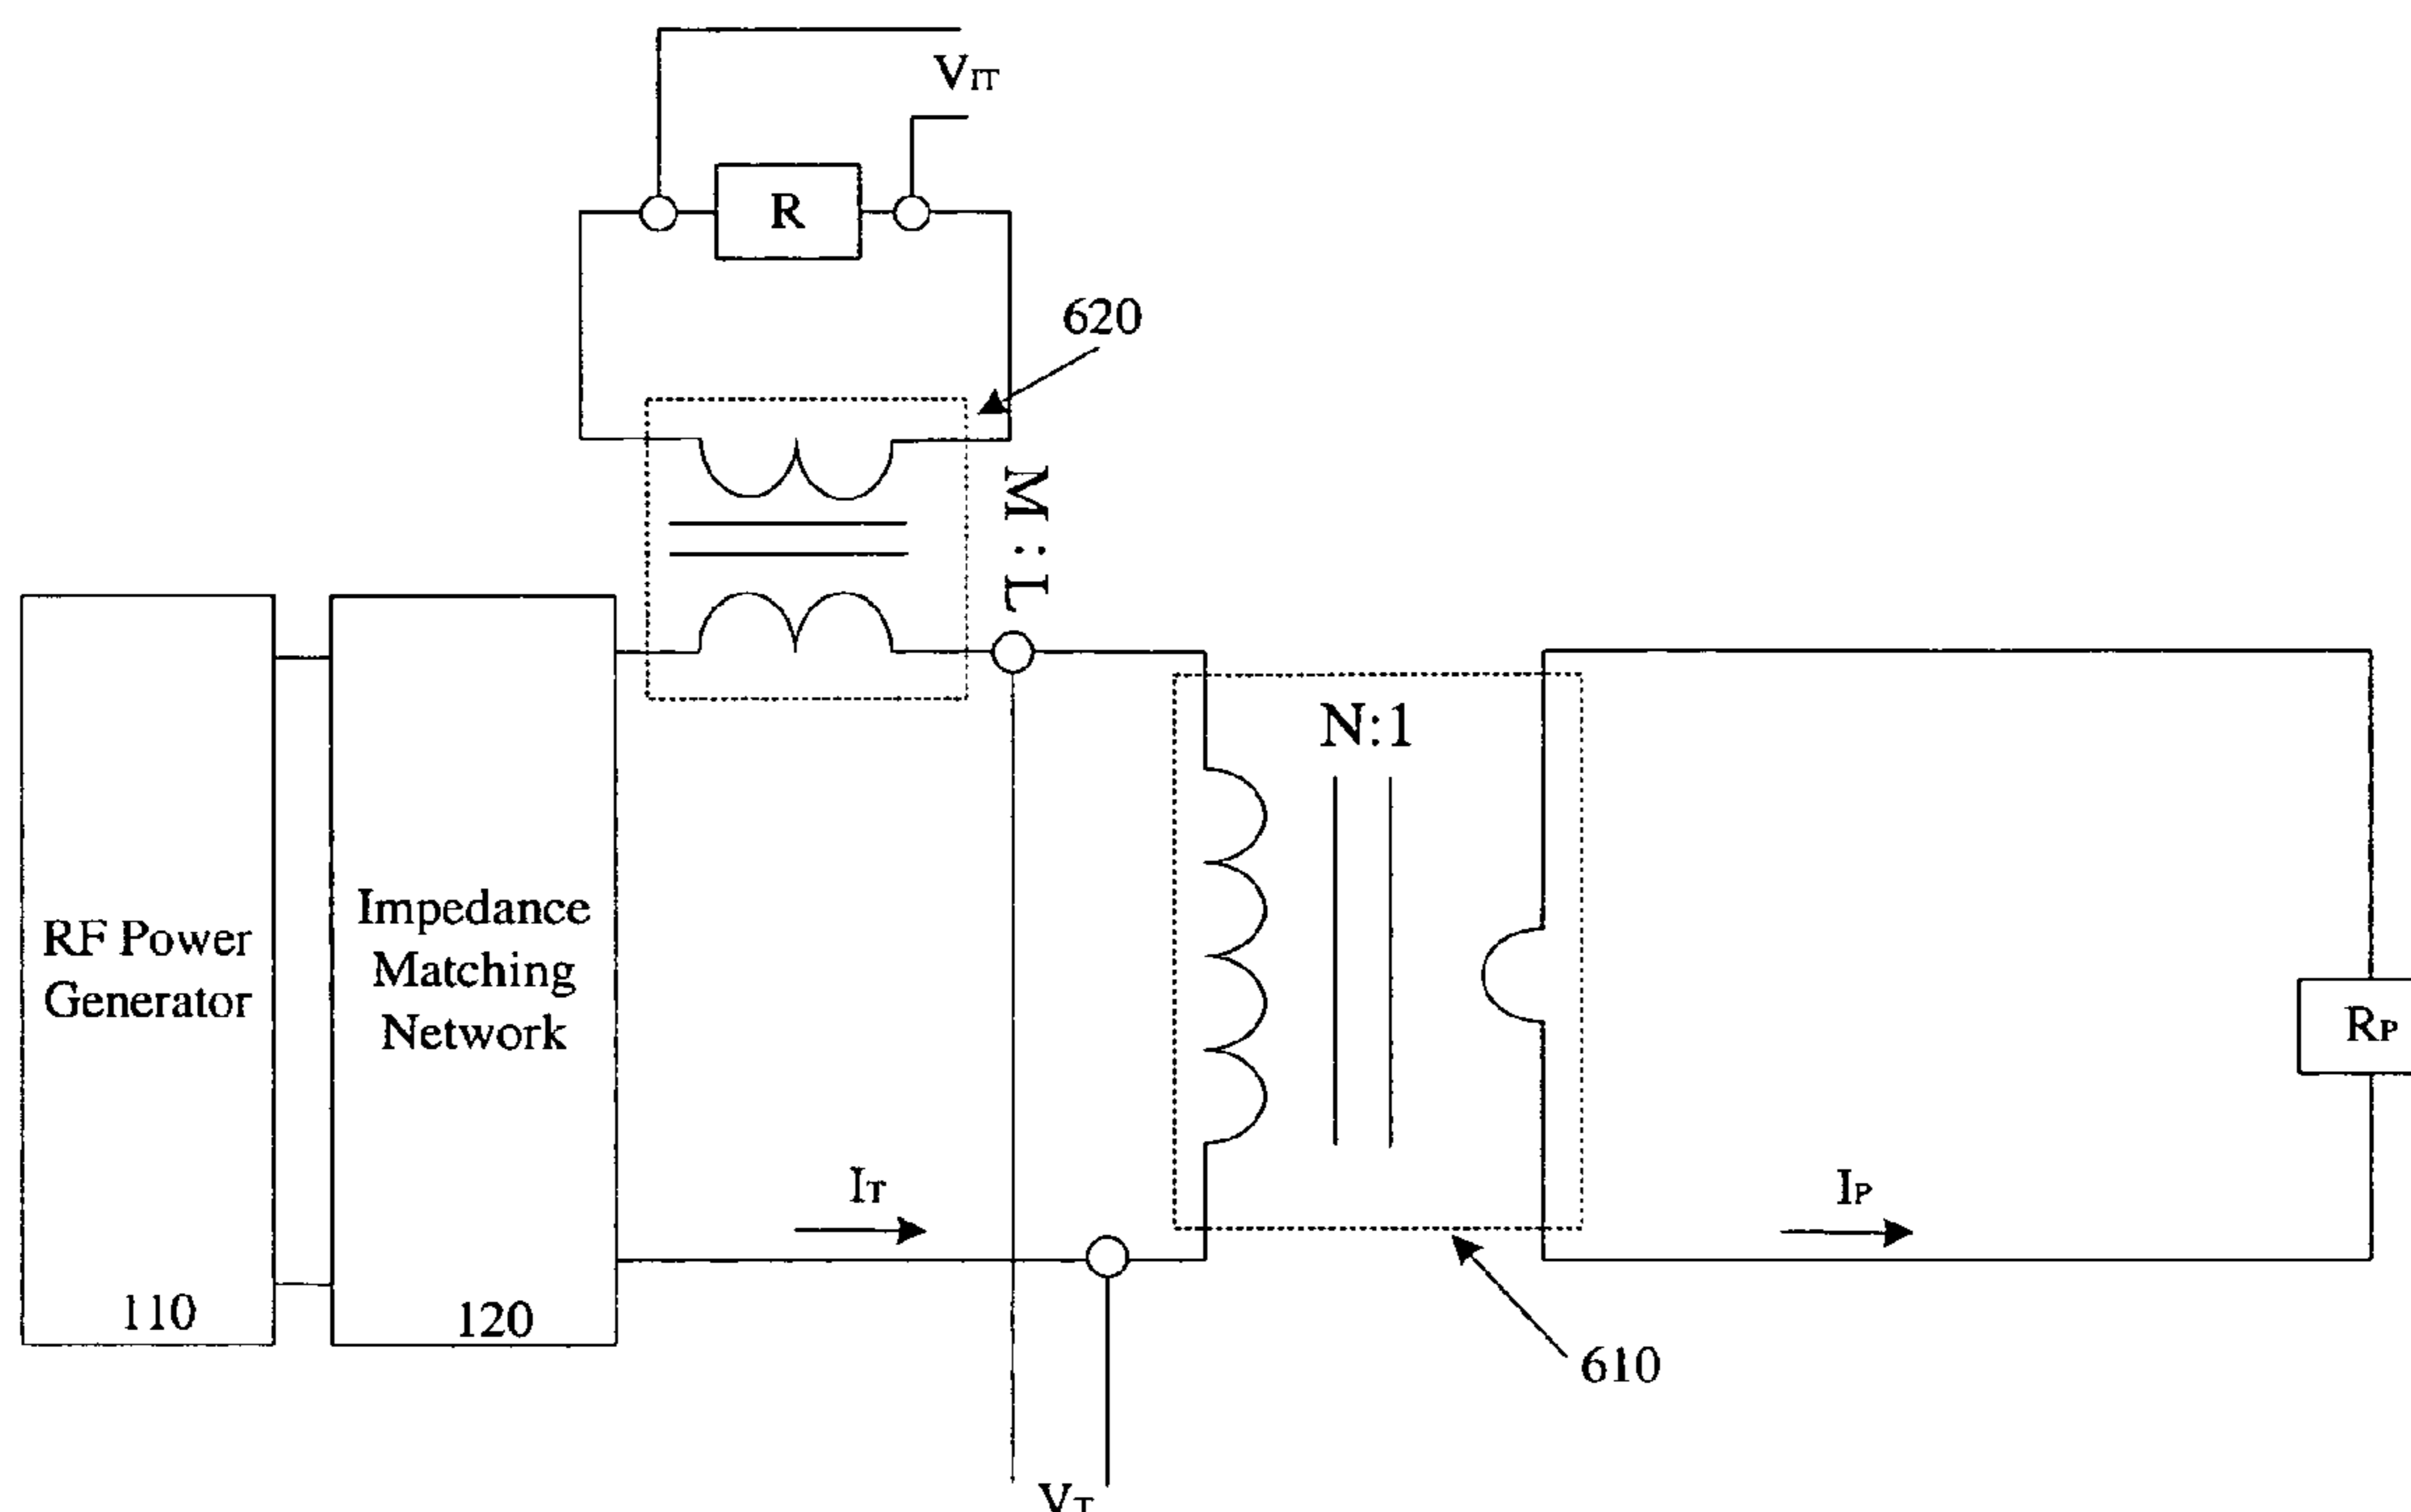 VIT
R
620
M : L
N:1
RF Power
Generator
110
Impedance
Matching
Network
120
IT
IP
RP
610
VT